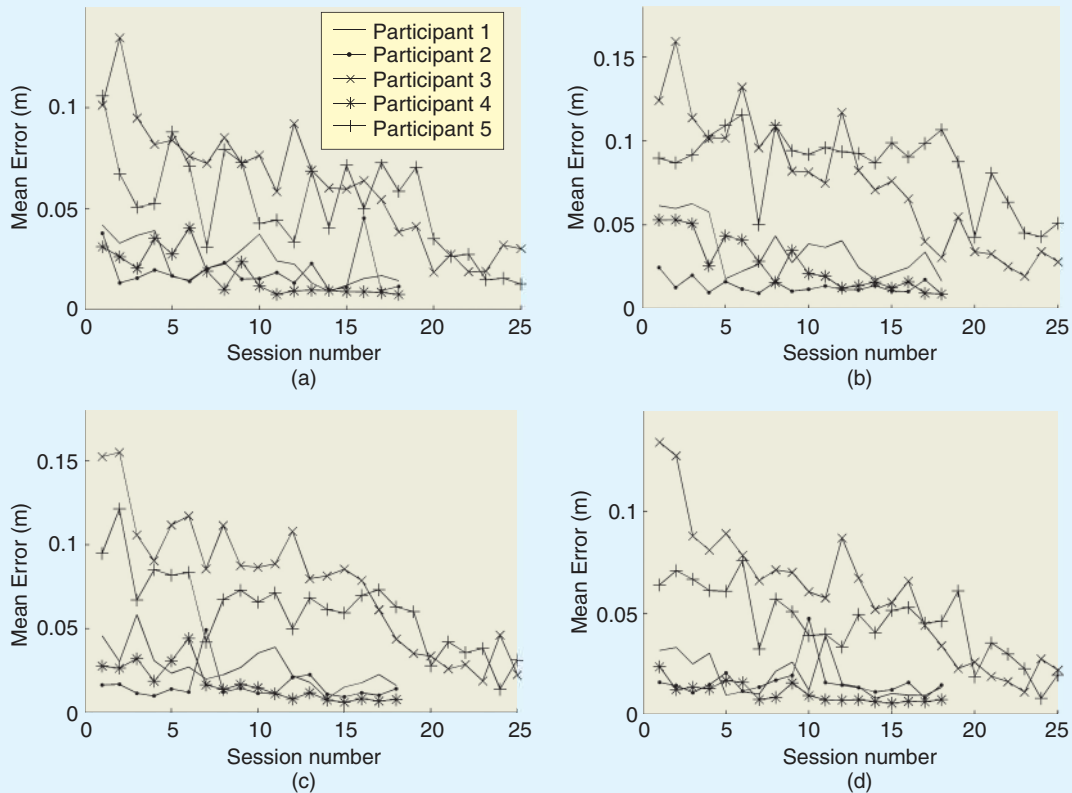 Participant 1
Participant 2
Participant 3
Participant 4
Participant 5
Mean Error (m)
0.1
0.05
0
0 5 10 15 20 25
Session number
(a)
Mean Error (m)
0.15
0.1
0.05
0
0 5 10 15 20 25
Session number
(b)
Mean Error (m)
0.15
0.1
0.05
0
0 5 10 15 20 25
Session number
(c)
Mean Error (m)
0.1
0.05
0
0 5 10 15 20 25
Session number
(d)